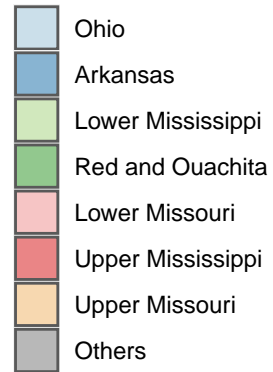 Ohio
Arkansas
Lower Mississippi
Red and Ouachita
Lower Missouri
Upper Mississippi
Upper Missouri
Others